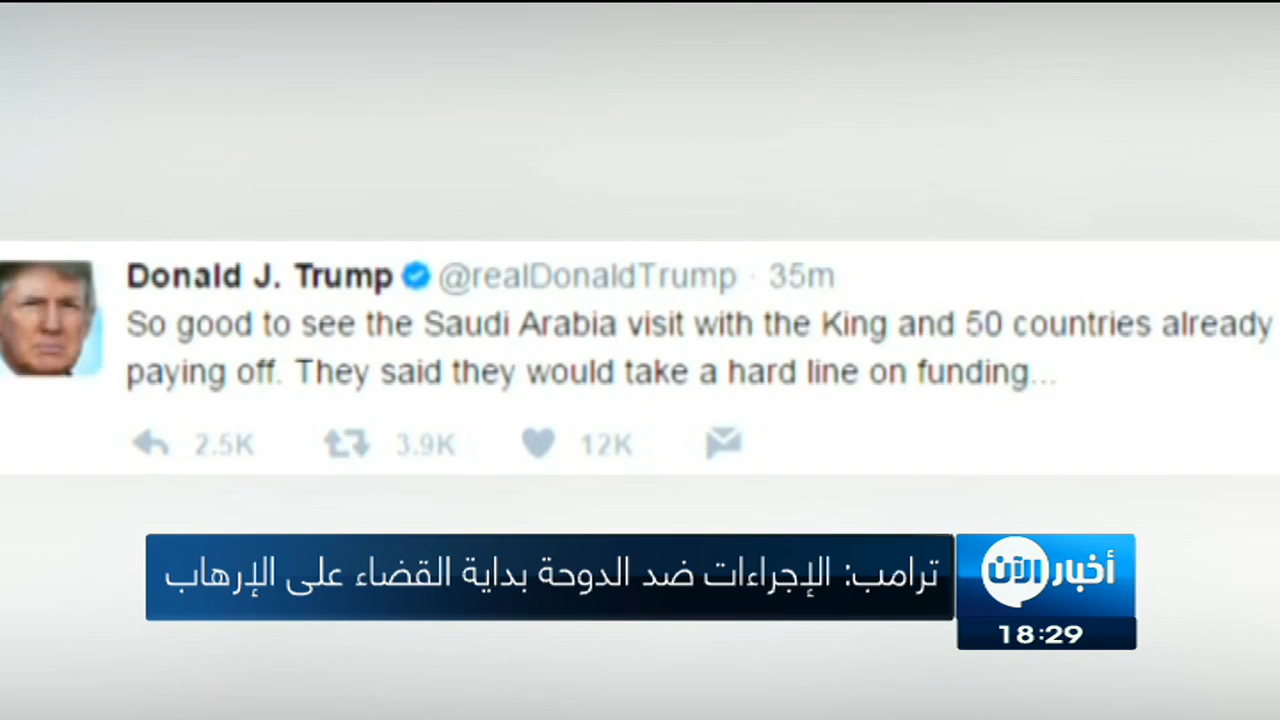 Donald J. Trump @realDonaldTrump · 35m
So good to see the Saudi Arabia visit with the King and 50 countries already
paying off. They said they would take a hard line on funding...
2.5K 3.9K 12K
ترامب: الإجراءات ضد الدوحة بداية القضاء على الإرهاب
أخبار الآن
18:29